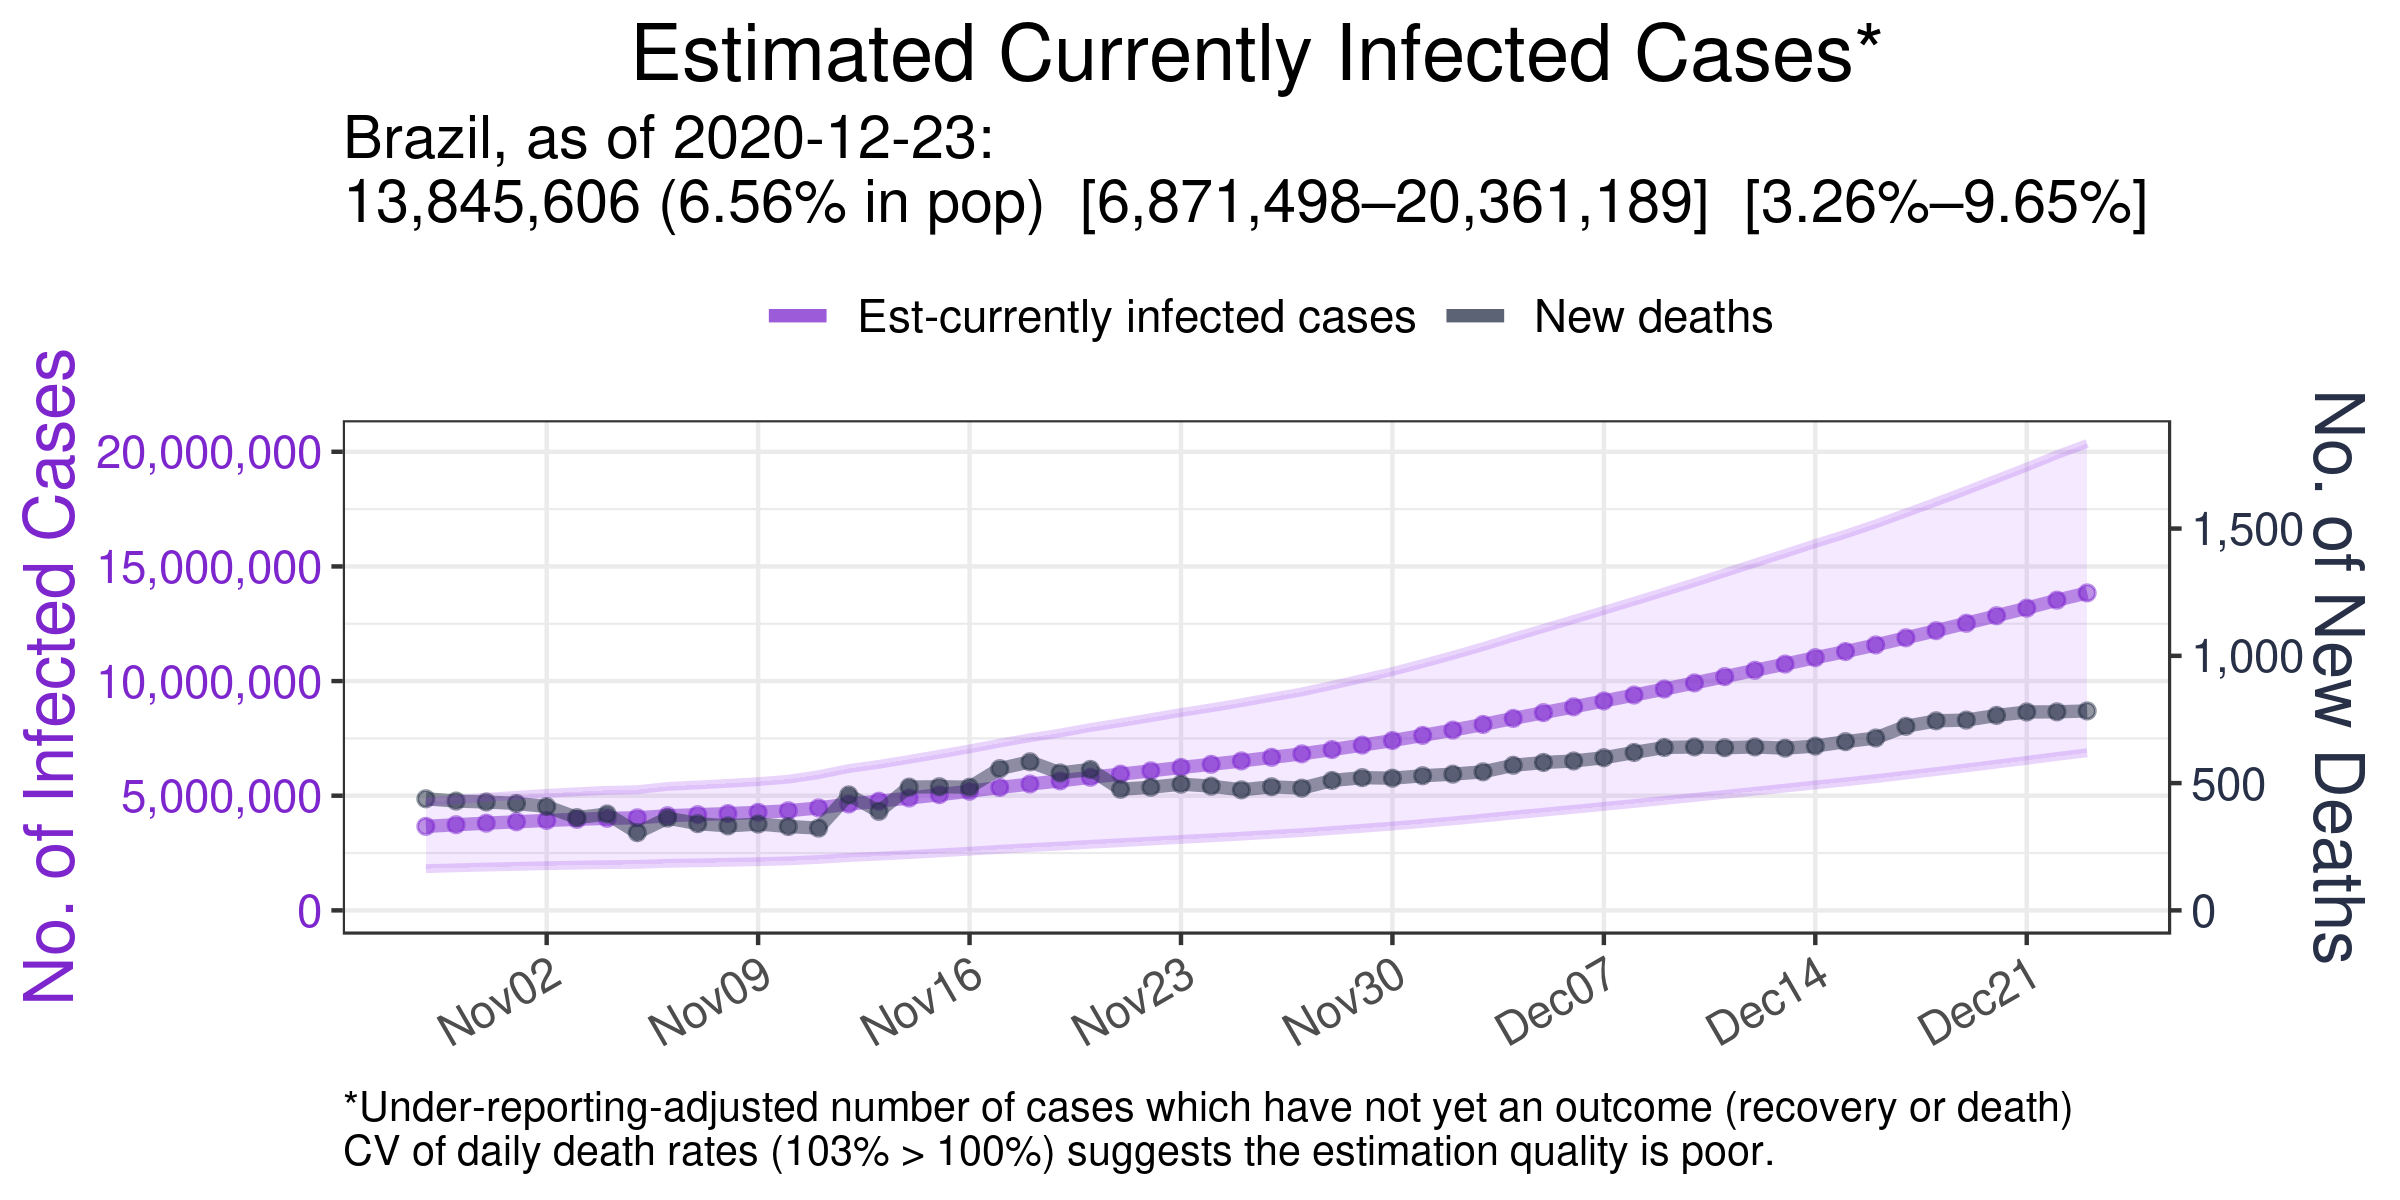 Estimated Currently Infected Cases*
Brazil, as of 2020-12-23:
13,845,606 (6.56% in pop) [6,871,498–20,361,189] [3.26%–9.65%]
Est-currently infected cases
New deaths
No. of Infected Cases
20,000,000
15,000,000
10,000,000
5,000,000
0
1,500
1,000
500
0
No. of New Deaths
Nov02
Nov09
Nov16
Nov23
Nov30
Dec07
Dec14
Dec21
*Under-reporting-adjusted number of cases which have not yet an outcome (recovery or death)
CV of daily death rates (103% > 100%) suggests the estimation quality is poor.